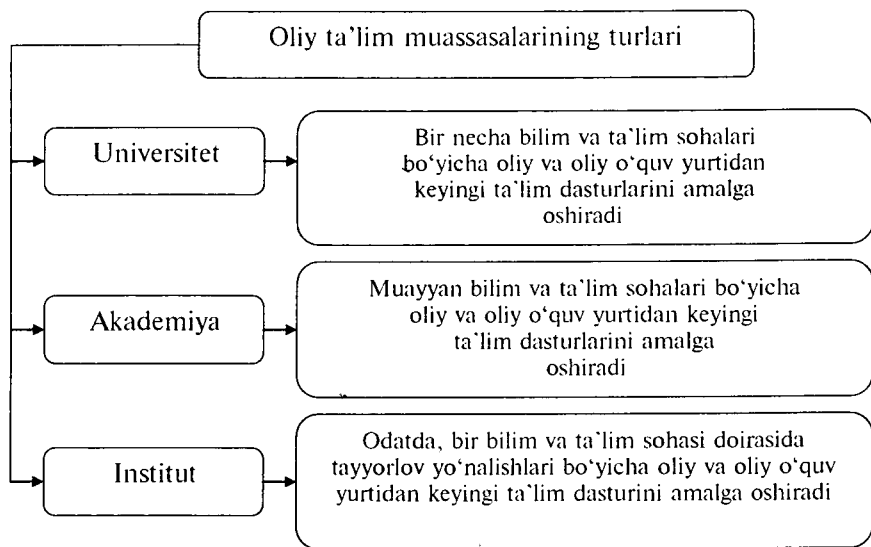 Oliy ta`lim muassasalarining turlari
Universitet
Bir necha bilim va ta`lim sohalari
bo‘yicha oliy va oliy o‘quv yurtidan
keyingi ta`lim dasturlarini amalga
oshiradi
Akademiya
Muayyan bilim va ta`lim sohalari bo‘yicha
oliy va oliy o‘quv yurtidan keyingi
ta`lim dasturlarini amalga
oshiradi
Institut
Odatda, bir bilim va ta`lim sohasi doirasida
tayyorlov yo‘nalishlari bo‘yicha oliy va oliy o‘quv
yurtidan keyingi ta`lim dasturini amalga oshiradi